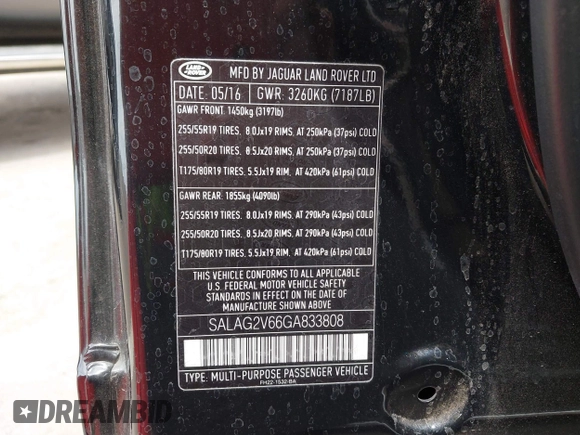 LAND ROVER
MFD BY JAGUAR LAND ROVER LTD
DATE: 05/16 GWR: 3260KG (7187LB)
GAWR FRONT: 1450kg (3197lb)
255/55R19 TIRES, 8.0Jx19 RIMS, AT 250kPa (37psi) COLD
255/50R20 TIRES, 8.5Jx20 RIMS, AT 250kPa (37psi) COLD
T175/80R19 TIRES, 5.5Jx19 RIM, AT 420kPa (61psi) COLD
GAWR REAR: 1855kg (4090lb)
255/55R19 TIRES, 8.0Jx19 RIMS, AT 290kPa (43psi) COLD
255/50R20 TIRES, 8.5Jx20 RIMS, AT 290kPa (43psi) COLD
T175/80R19 TIRES, 5.5Jx19 RIM, AT 420kPa (61psi) COLD
THIS VEHICLE CONFORMS TO ALL APPLICABLE
U.S. FEDERAL MOTOR VEHICLE SAFETY
STANDARDS IN EFFECT ON THE DATE OF
MANUFACTURE SHOWN ABOVE
SALAG2V66GA833808
TYPE: MULTI-PURPOSE PASSENGER VEHICLE
FH22-1532-BA
DREAMBID